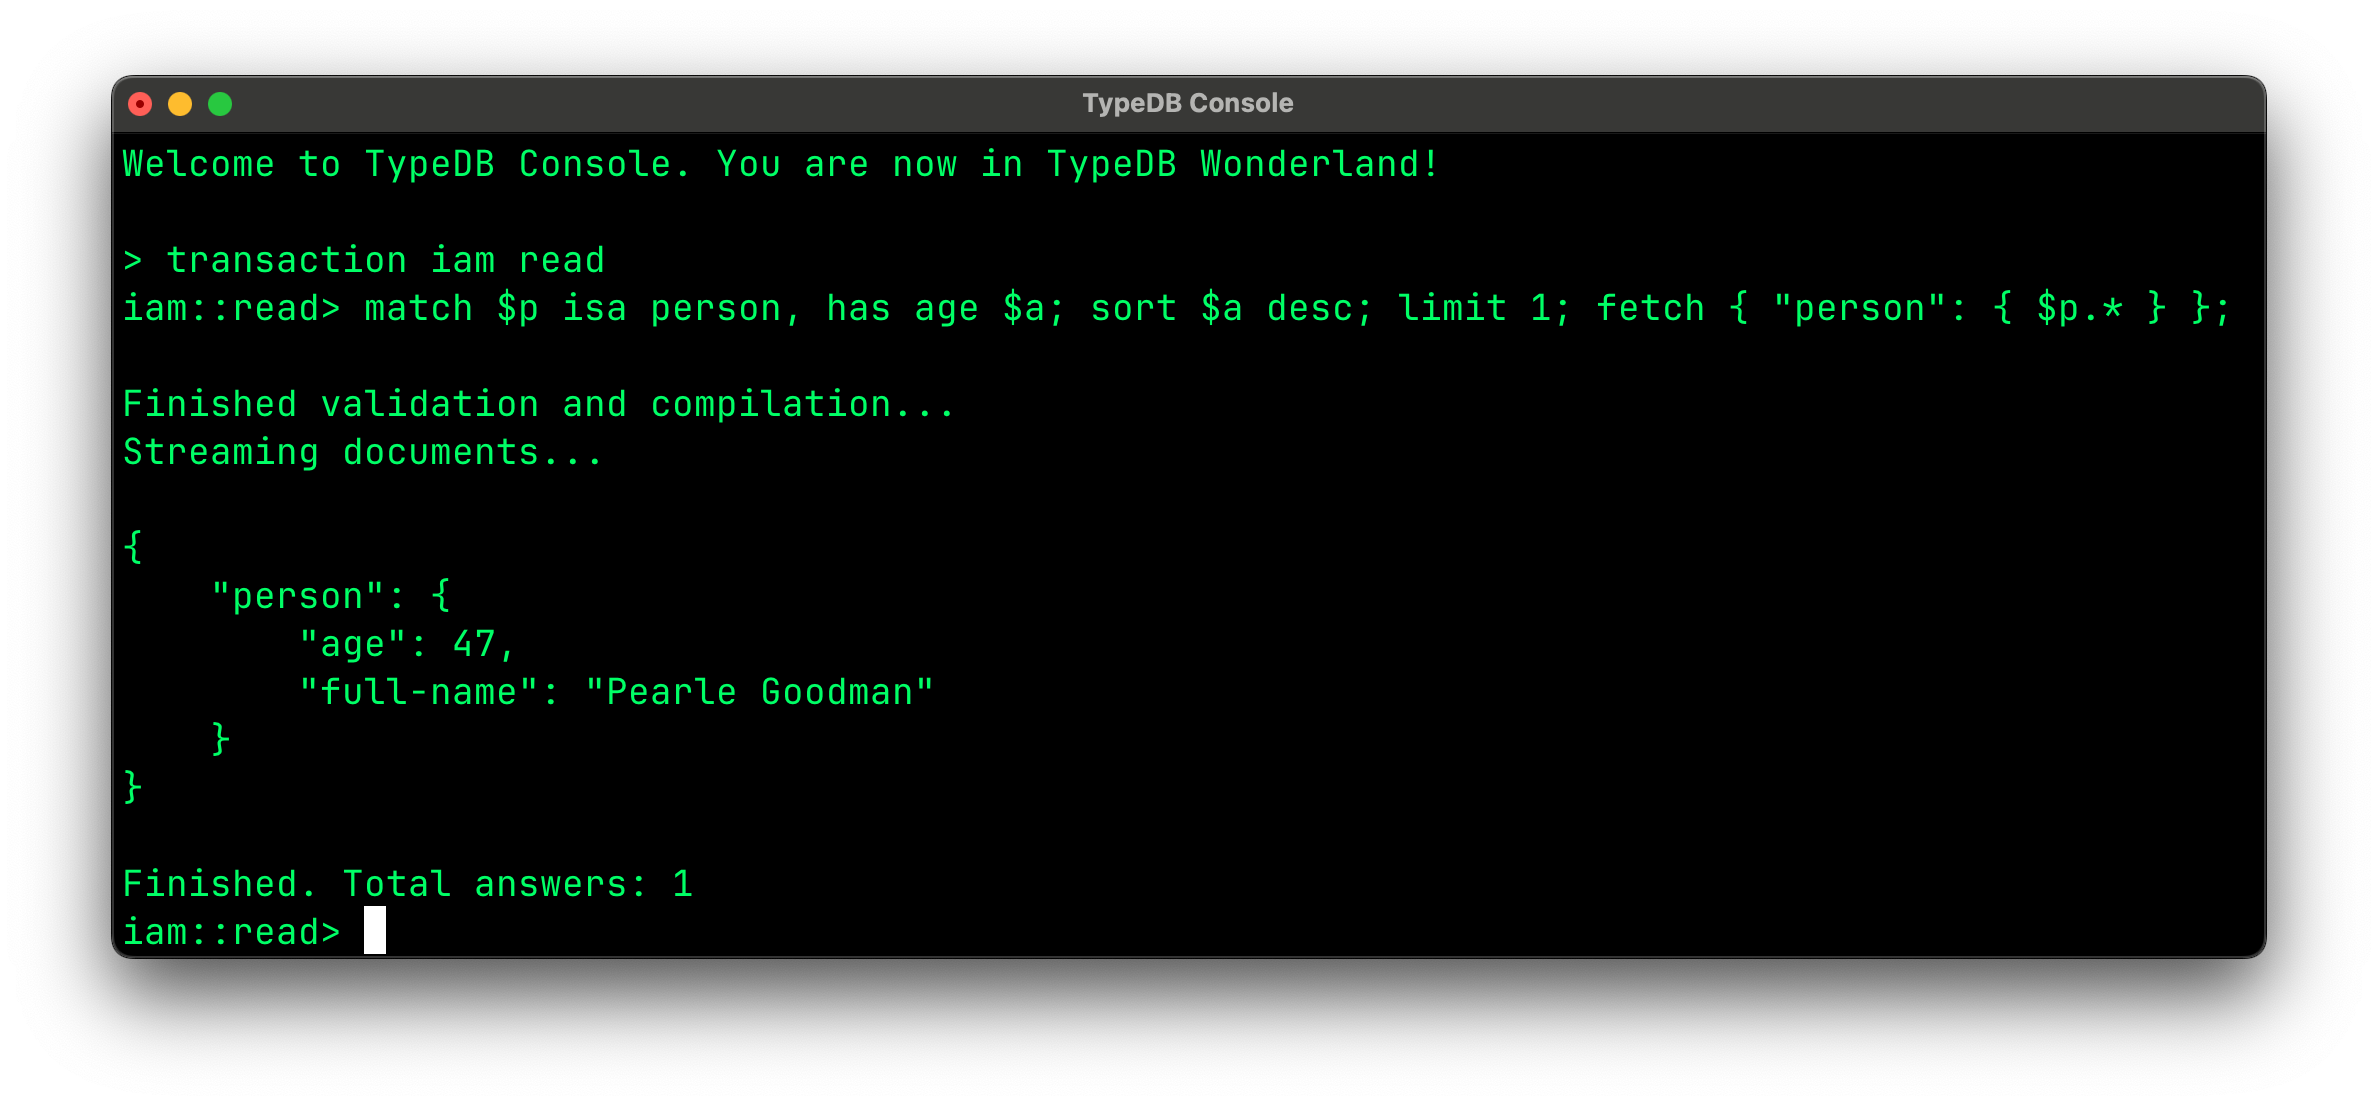 TypeDB Console
Welcome to TypeDB Console. You are now in TypeDB Wonderland!
> transaction iam read
iam::read> match $p isa person, has age $a; sort $a desc; limit 1; fetch { "person": { $p.* } };
Finished validation and compilation...
Streaming documents...
{
    "person": {
        "age": 47,
        "full-name": "Pearle Goodman"
    }
}
Finished. Total answers: 1
iam::read>